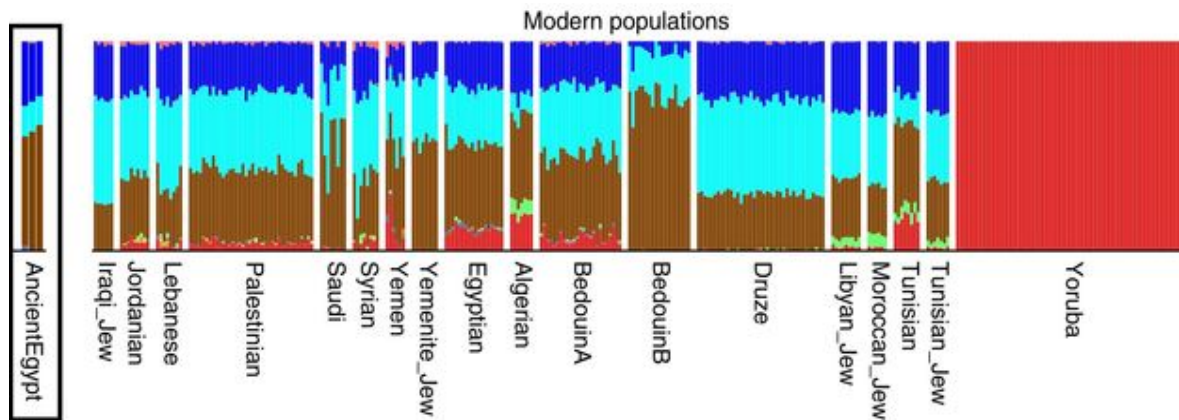 Modern populations
AncientEgypt
Iraqi_Jew
Jordanian
Lebanese
Palestinian
Saudi
Syrian
Yemen
Yemenite_Jew
Egyptian
Algerian
BedouinA
BedouinB
Druze
Libyan_Jew
Moroccan_Jew
Tunisian
Tunisian_Jew
Yoruba